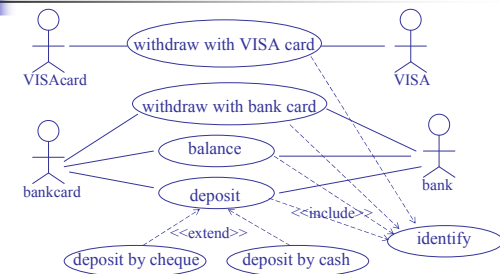 withdraw with VISA card
VISAcard
VISA
withdraw with bank card
balance
bankcard
bank
deposit
<<include>>
<<extend>>
identify
deposit by cheque
deposit by cash